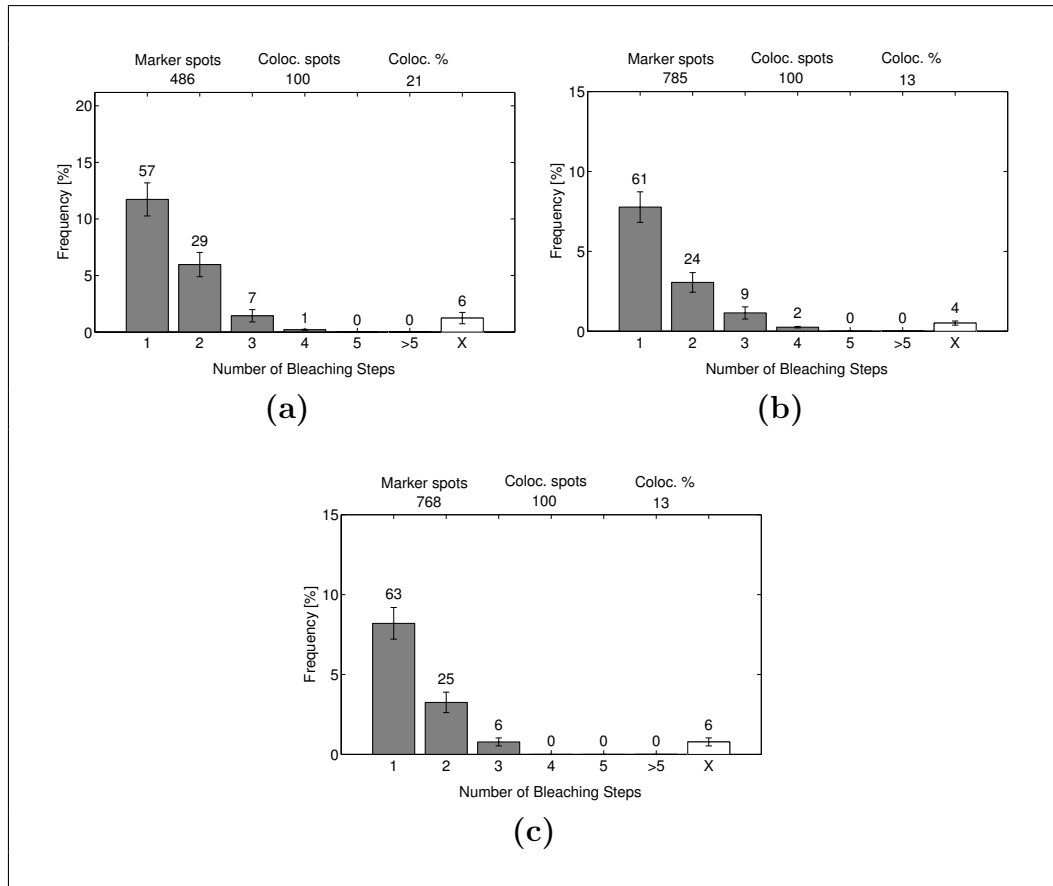 Marker spots Coloc. spots Coloc. %
486 100 21
20
15
10
5
0
Frequency [%]
57
29
7
1
0
0
6
1 2 3 4 5 >5 X
Number of Bleaching Steps
(a)
Marker spots Coloc. spots Coloc. %
785 100 13
15
10
5
0
Frequency [%]
61
24
9
2
0
0
4
1 2 3 4 5 >5 X
Number of Bleaching Steps
(b)
Marker spots Coloc. spots Coloc. %
768 100 13
15
10
5
0
Frequency [%]
63
25
6
0
0
0
6
1 2 3 4 5 >5 X
Number of Bleaching Steps
(c)